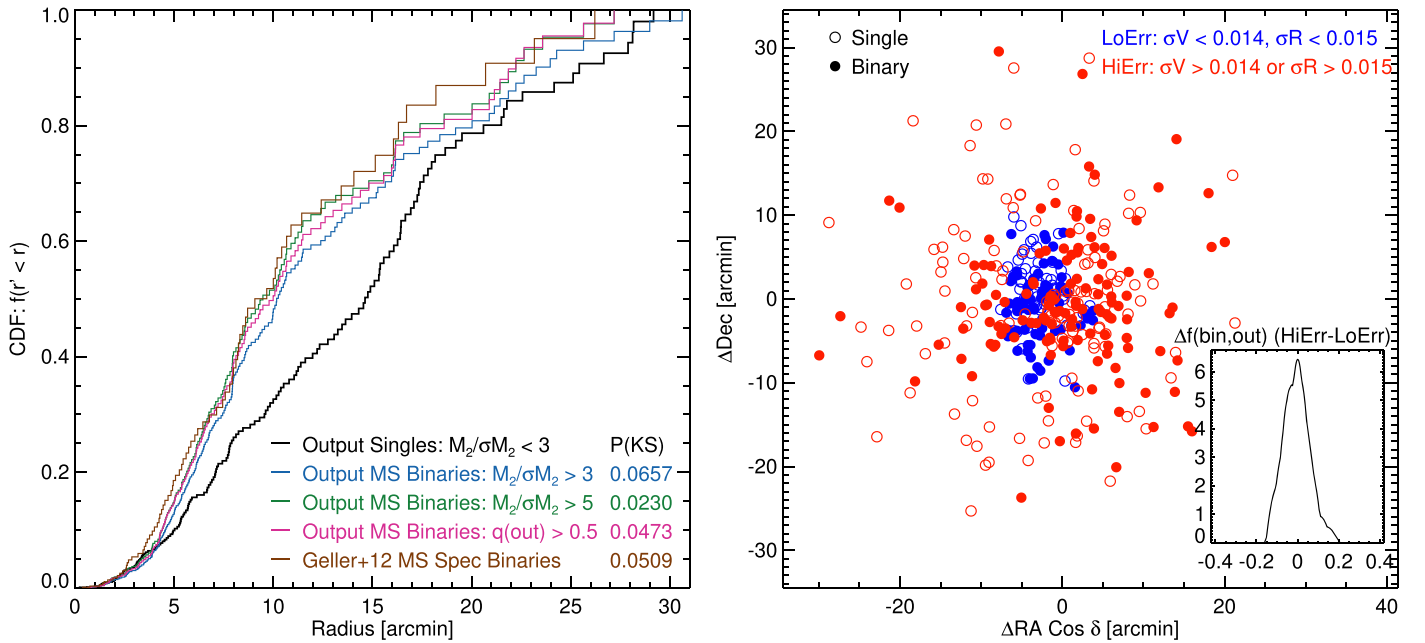 CDF: f(r' < r)
1.0
0.8
0.6
0.4
0.2
0.0
Output Singles: M₂/σM₂ < 3 P(KS)
Output MS Binaries: M₂/σM₂ > 3 0.0657
Output MS Binaries: M₂/σM₂ > 5 0.0230
Output MS Binaries: q(out) > 0.5 0.0473
Geller+12 MS Spec Binaries 0.0509
0 5 10 15 20 25 30
Radius [arcmin]
ΔDec [arcmin]
30
20
10
0
-10
-20
-30
Single
Binary
LoErr: σV < 0.014, σR < 0.015
HiErr: σV > 0.014 or σR > 0.015
Δf(bin,out) (HiErr-LoErr)
6
5
4
3
2
1
0
-0.4 -0.2 0 0.2 0.4
-20 0 20 40
ΔRA Cos δ [arcmin]